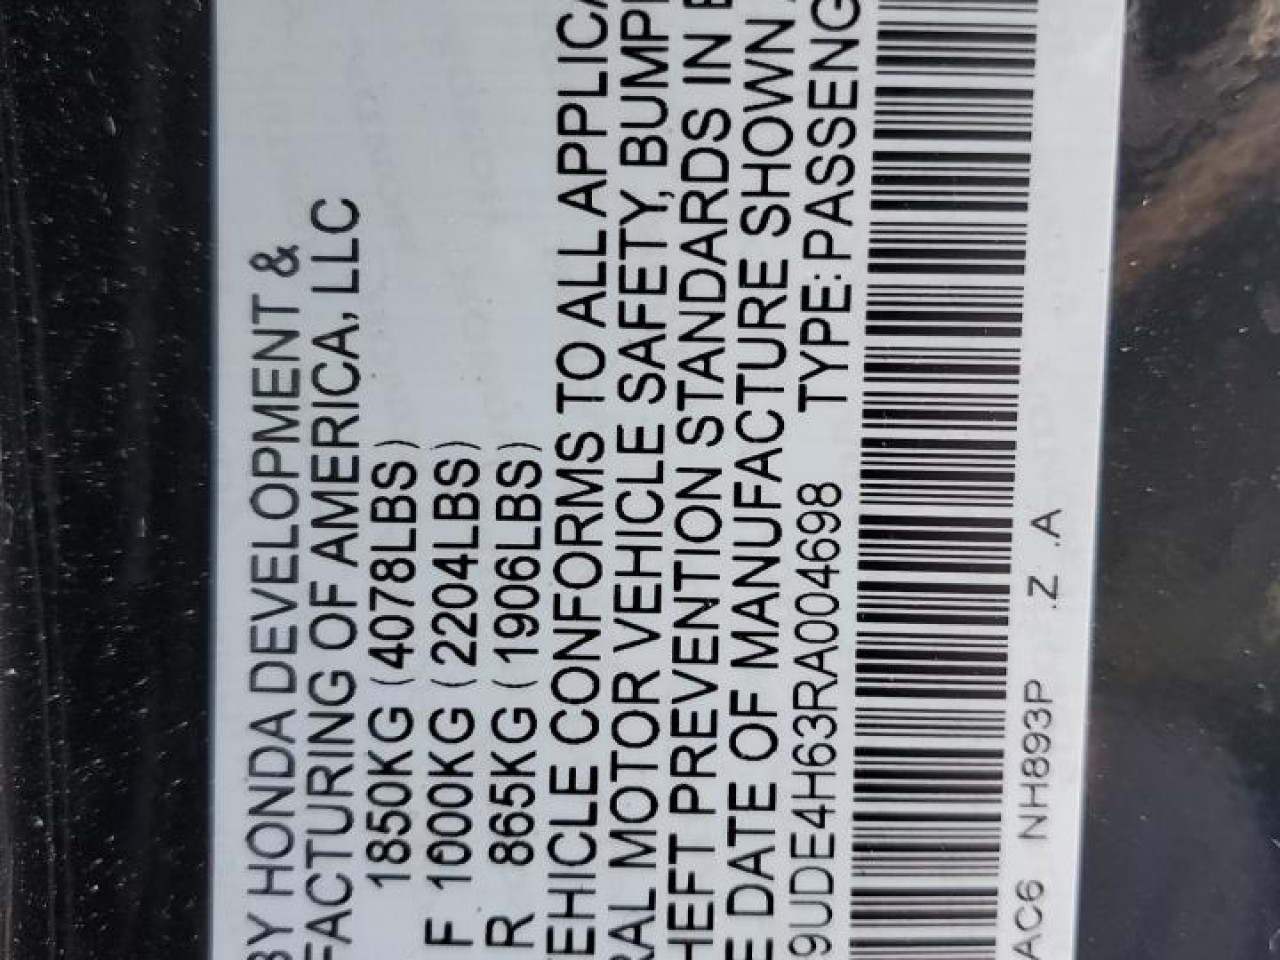 BY HONDA DEVELOPMENT &
FACTURING OF AMERICA, LLC
1850KG (4078LBS)
F 1000KG (2204LBS)
R 865KG (1906LBS)
EHICLE CONFORMS TO ALL APPLICA
RAL MOTOR VEHICLE SAFETY, BUMP
HEFT PREVENTION STANDARDS IN E
E DATE OF MANUFACTURE SHOWN
9UDE4H63RA004698 TYPE:PASSENG
AC6 NH893P .Z .A